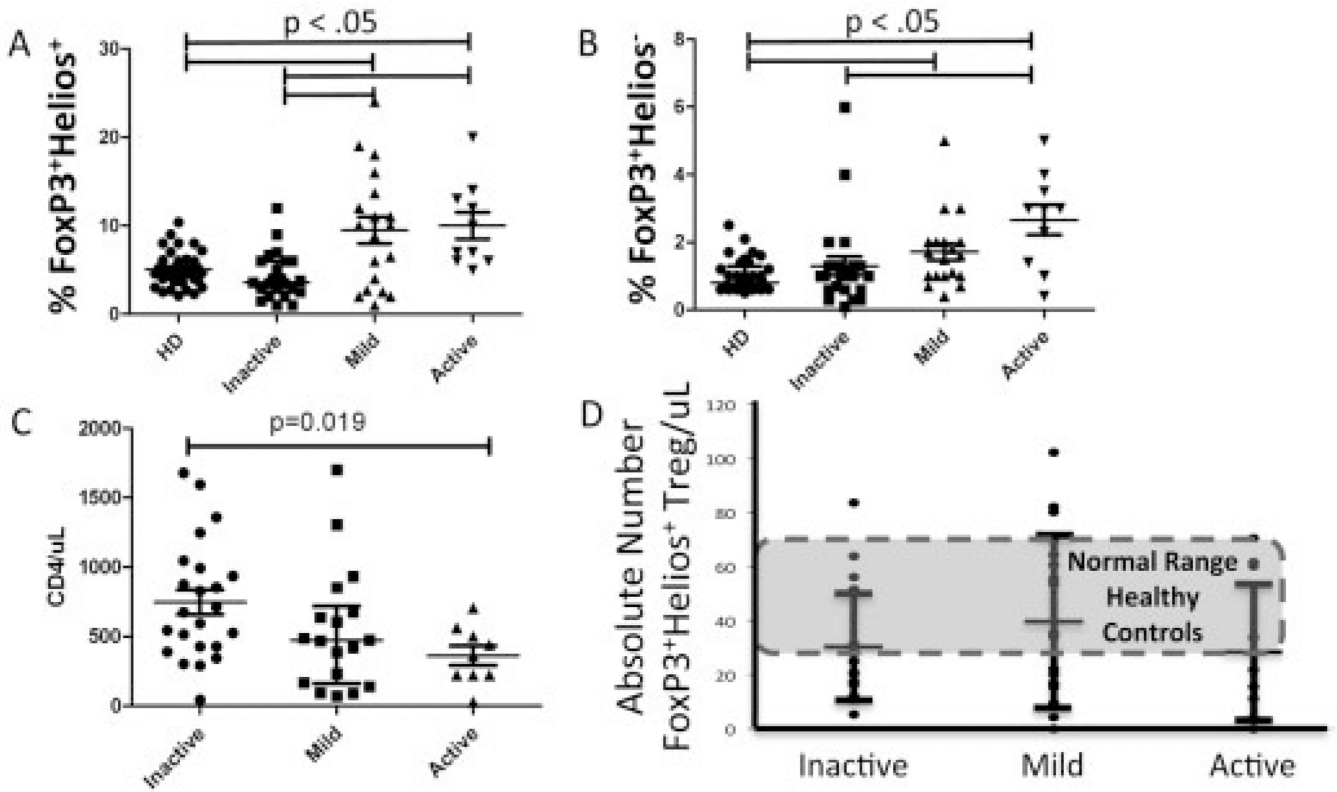 A
p < .05
% FoxP3⁺Helios⁺
30
20
10
0
HD
Inactive
Mild
Active
B
p < .05
% FoxP3⁺Helios⁻
8
6
4
2
0
HD
Inactive
Mild
Active
C
p=0.019
CD4/uL
2000
1500
1000
500
0
Inactive
Mild
Active
D
Absolute Number
FoxP3⁺Helios⁺ Treg/uL
120
100
80
60
40
20
0
Normal Range
Healthy
Controls
Inactive
Mild
Active